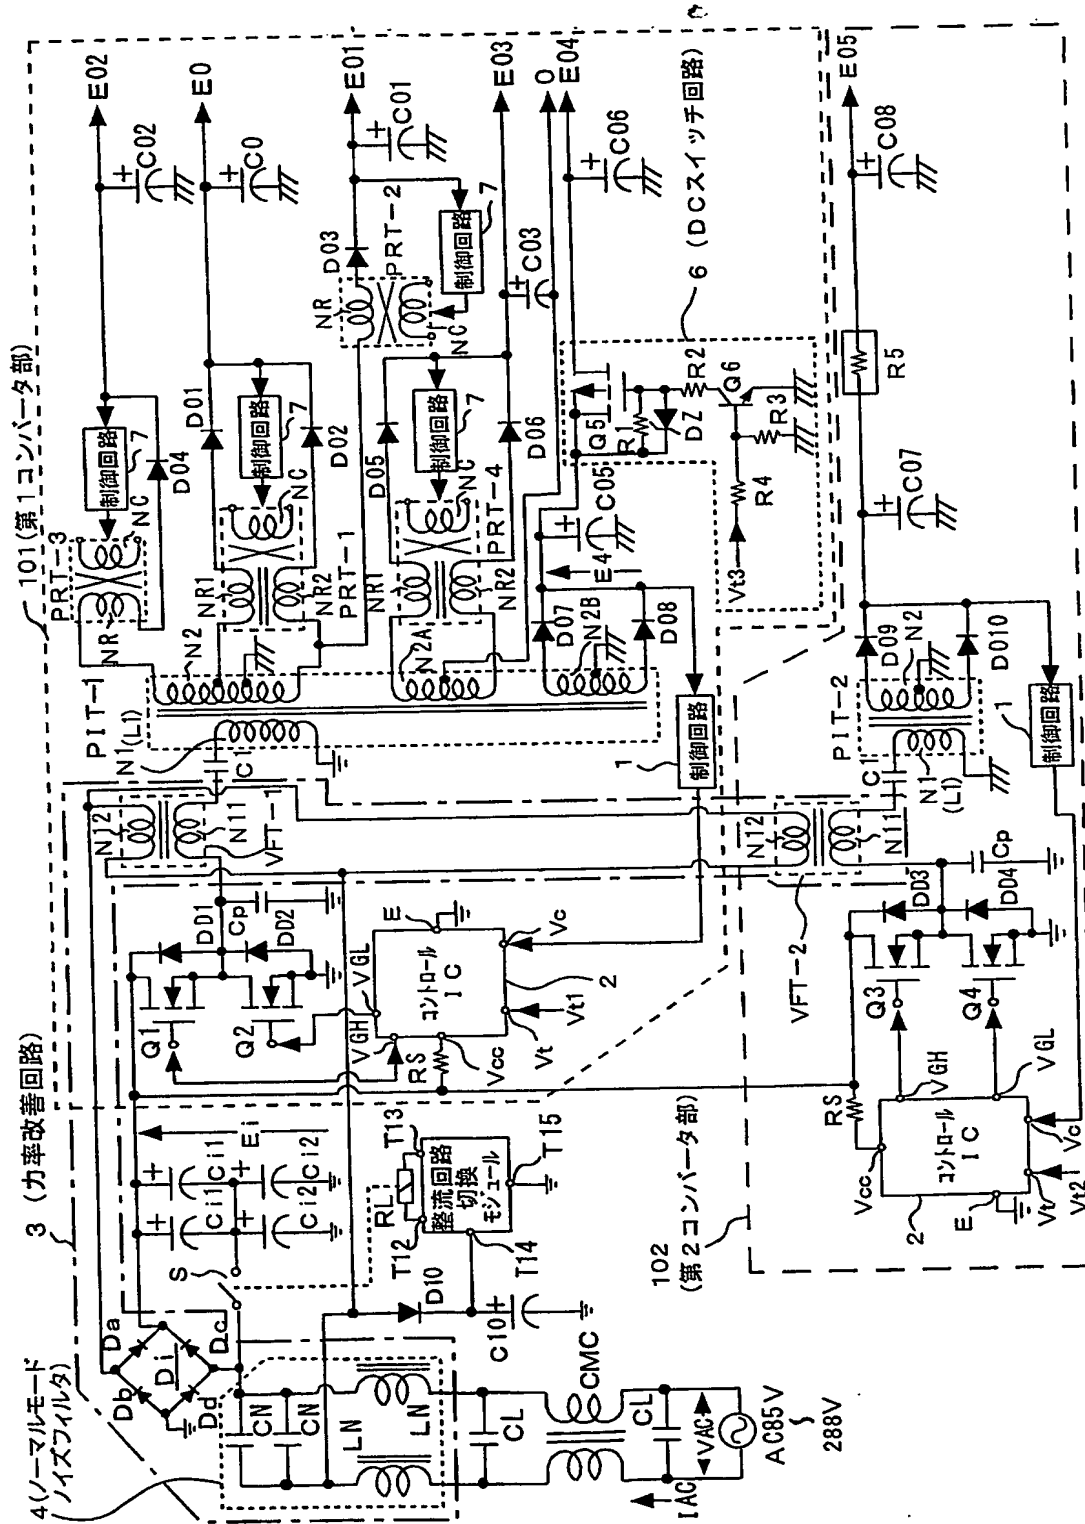 101(第1コンバータ部)
3 (力率改善回路)
4(ノーマルモード
ノイズフィルタ)
102
(第2コンバータ部)
6 (DCスイッチ回路)
E02
E0
E01
E03
0
E04
E05
C02
C0
C01
C03
C06
C08
PRT-3
NR
NC
制御回路
7
D04
D01
制御回路
7
NC
D02
NR1
NR2
PRT-1
N2
D03
PRT-2
NR
NC
制御回路
7
D05
制御回路
7
NC
PRT-4
D06
NR1
NR2
N2A
D07
N2B
D08
E4
C05
Q5
R1
DZ
R2
Q6
R3
R4
Vt3
PIT-1
N1
(L1)
C1
1
制御回路
N12
N11
VFT-1
DD1
Cp
DD2
Q1
Q2
VGL
VGH
RS
Vcc
E
コントロール
IC
Vc
2
Vt1
Vt
Ei
Ci1
Ci1
Ci2
Ci2
S
RL
T13
T12
T15
T14
整流回路
切換
モジュール
D10
C10
Da
Db
Dc
Dd
Di
CN
CN
LN
LN
CL
CMC
CL
VAC
IAC
AC85V
288V
R5
C07
D09
N2
D010
PIT-2
C1
N1
(L1)
1
制御回路
N12
N11
VFT-2
Cp
DD3
DD4
Q3
Q4
RS
VGH
VGL
Vcc
コントロール
IC
2
E
Vc
Vt
Vt2